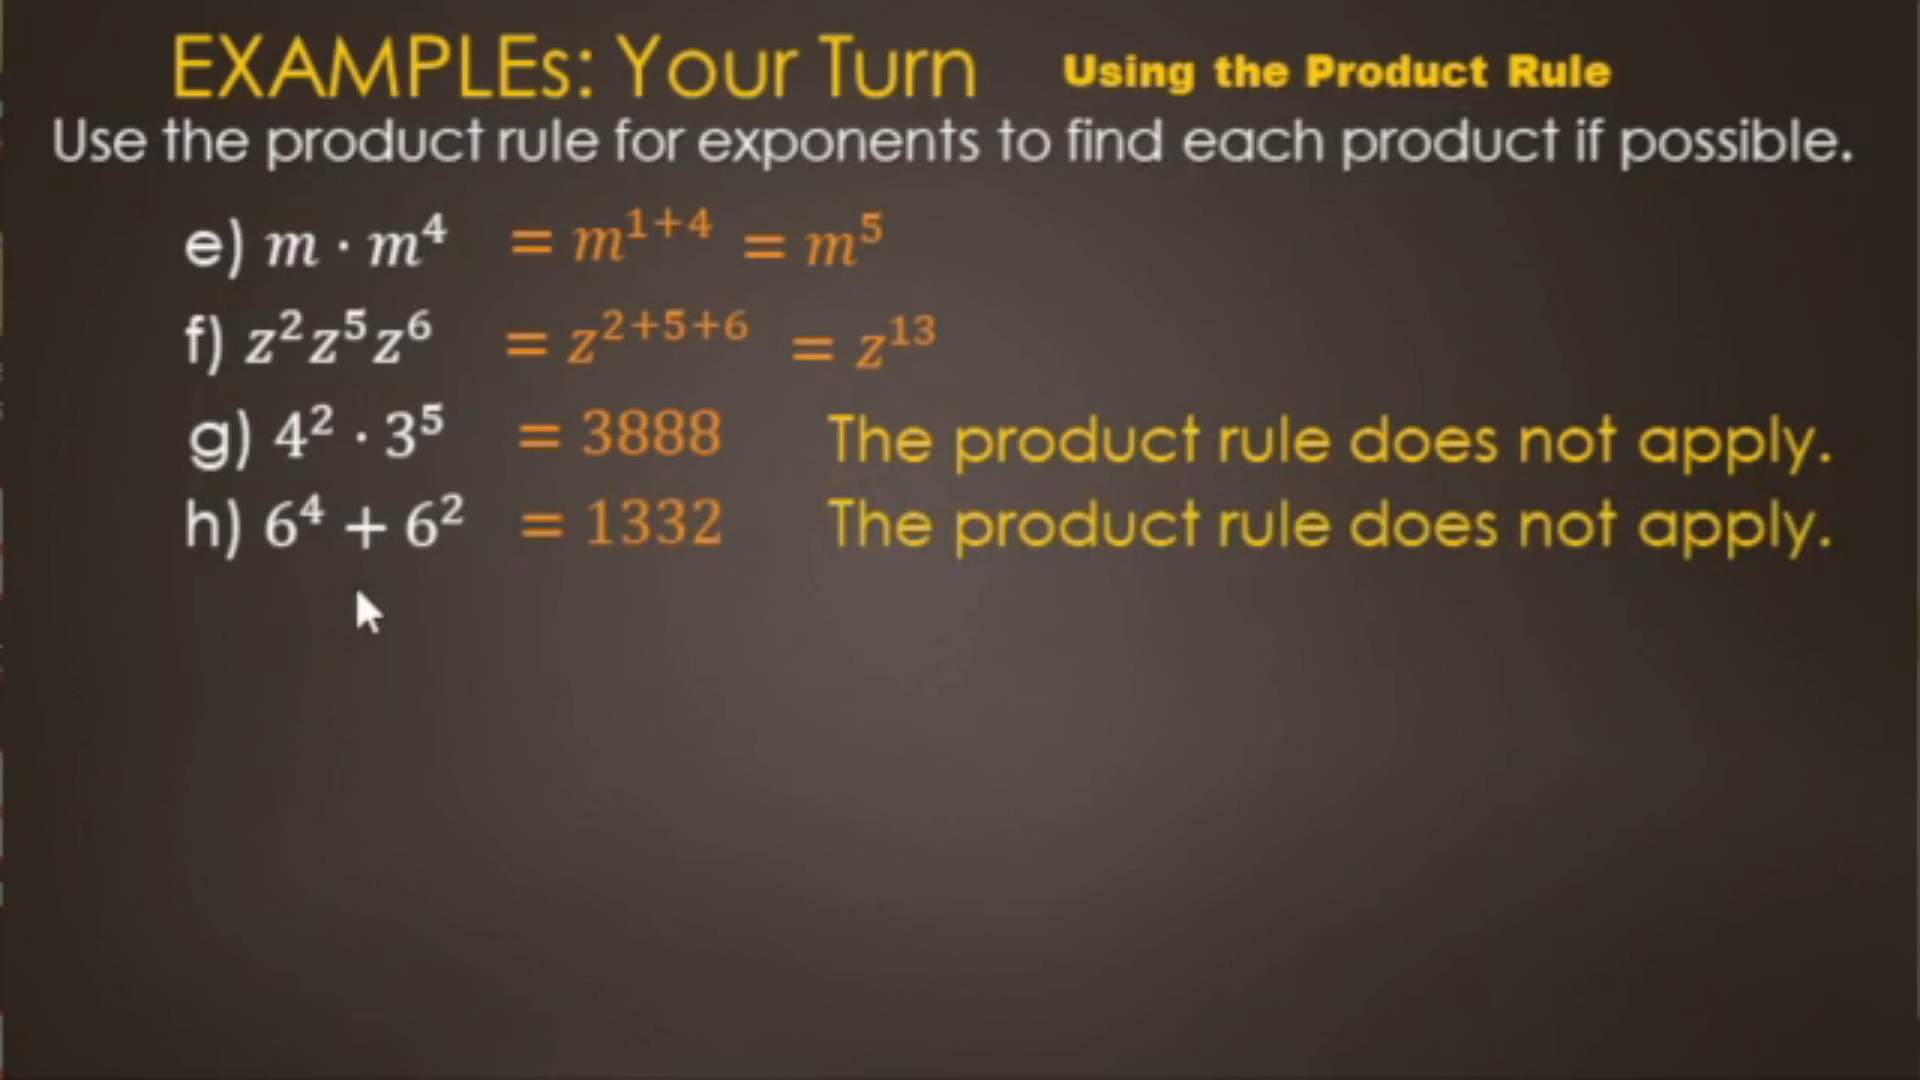 EXAMPLEs: Your Turn Using the Product Rule
Use the product rule for exponents to find each product if possible.
e) m · m⁴ = m¹⁺⁴ = m⁵
f) z²z⁵z⁶ = z²⁺⁵⁺⁶ = z¹³
g) 4² · 3⁵ = 3888 The product rule does not apply.
h) 6⁴ + 6² = 1332 The product rule does not apply.